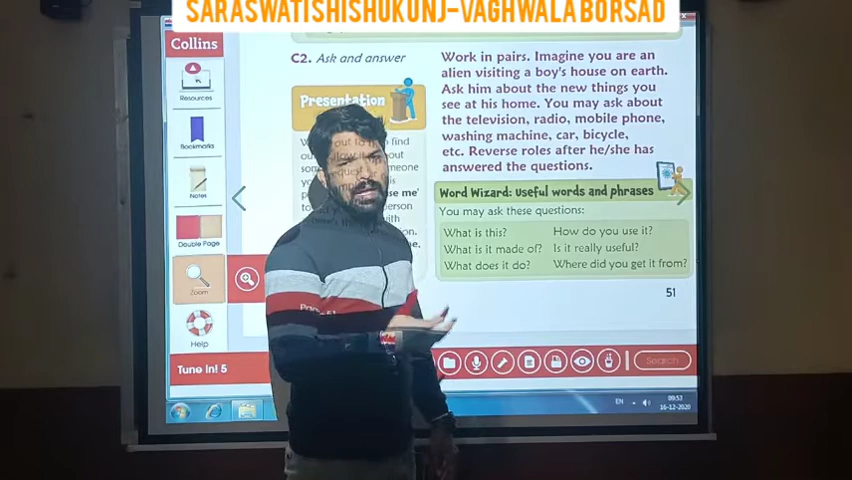 SARASWATISHISHUKUNJ-VAGHWALA BORSAD
Collins
Resources
Bookmarks
Notes
Double Page
Zoom
Help
Tune In! 5
C2. Ask and answer
Presentation
Work in pairs. Imagine you are an
alien visiting a boy's house on earth.
Ask him about the new things you
see at his home. You may ask about
the television, radio, mobile phone,
washing machine, car, bicycle,
etc. Reverse roles after he/she has
answered the questions.
Word Wizard: Useful words and phrases
You may ask these questions:
What is this? How do you use it?
What is it made of? Is it really useful?
What does it do? Where did you get it from?
51
Search
EN
09:53
16-12-2020